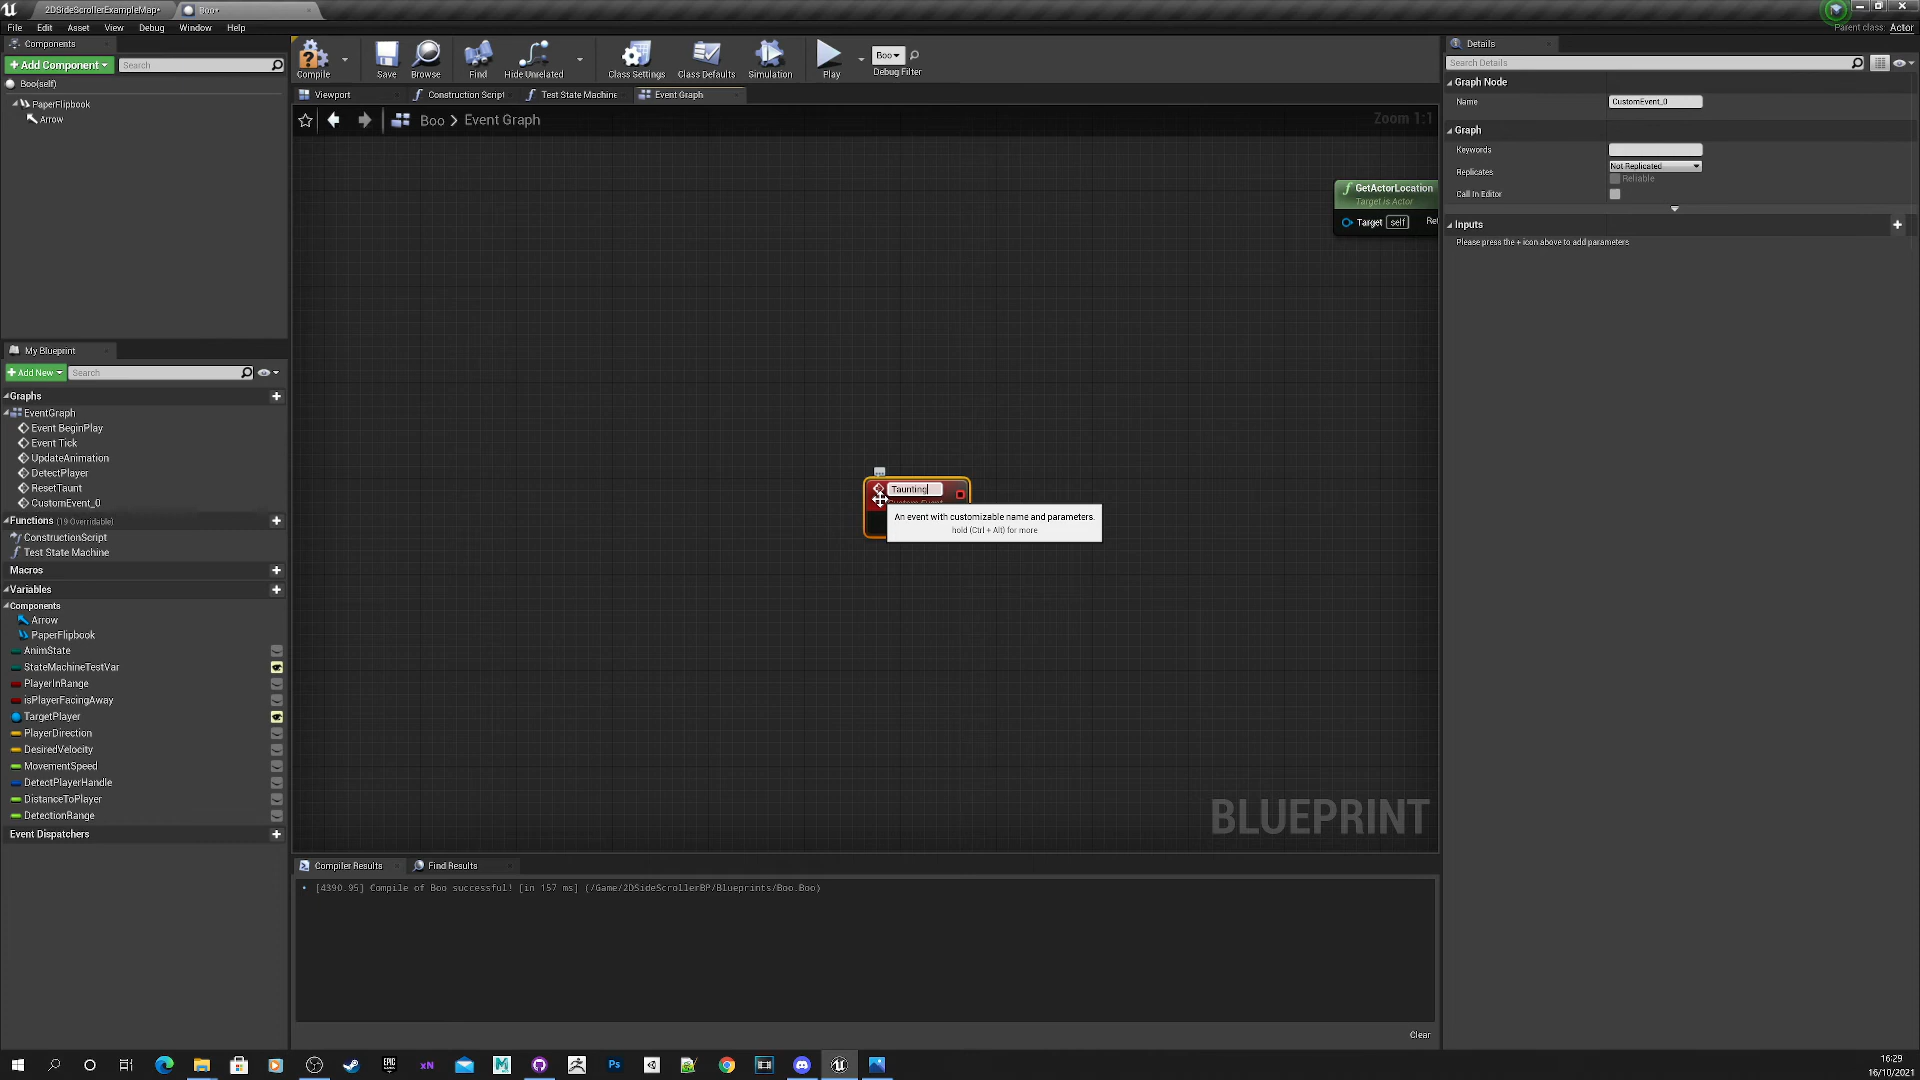 2DSideScrollerExampleMap*
Boo*
Parent class: Actor
File Edit Asset View Debug Window Help
Components
+ Add Component
Search
Boo(self)
PaperFlipbook
Arrow
Compile
Save
Browse
Find
Hide Unrelated
Class Settings
Class Defaults
Simulation
Play
Boo
Debug Filter
Viewport
Construction Script
Test State Machine
Event Graph
Boo > Event Graph
Zoom 1:1
GetActorLocation
Target is Actor
Target self
Taunting
An event with customizable name and parameters.
hold (Ctrl + Alt) for more
BLUEPRINT
My Blueprint
+ Add New
Search
Graphs
EventGraph
Event BeginPlay
Event Tick
UpdateAnimation
DetectPlayer
ResetTaunt
CustomEvent_0
Functions (19 Overridable)
ConstructionScript
Test State Machine
Macros
Variables
Components
Arrow
PaperFlipbook
AnimState
StateMachineTestVar
PlayerInRange
isPlayerFacingAway
TargetPlayer
PlayerDirection
DesiredVelocity
MovementSpeed
DetectPlayerHandle
DistanceToPlayer
DetectionRange
Event Dispatchers
Compiler Results
Find Results
[4390.95] Compile of Boo successful! [in 157 ms] (/Game/2DSideScrollerBP/Blueprints/Boo.Boo)
Clear
Details
Search Details
Graph Node
Name
CustomEvent_0
Graph
Keywords
Replicates
Not Replicated
Reliable
Call In Editor
Inputs
Please press the + icon above to add parameters
EPIC
GAMES
xN
Ps
16:29
16/10/2021